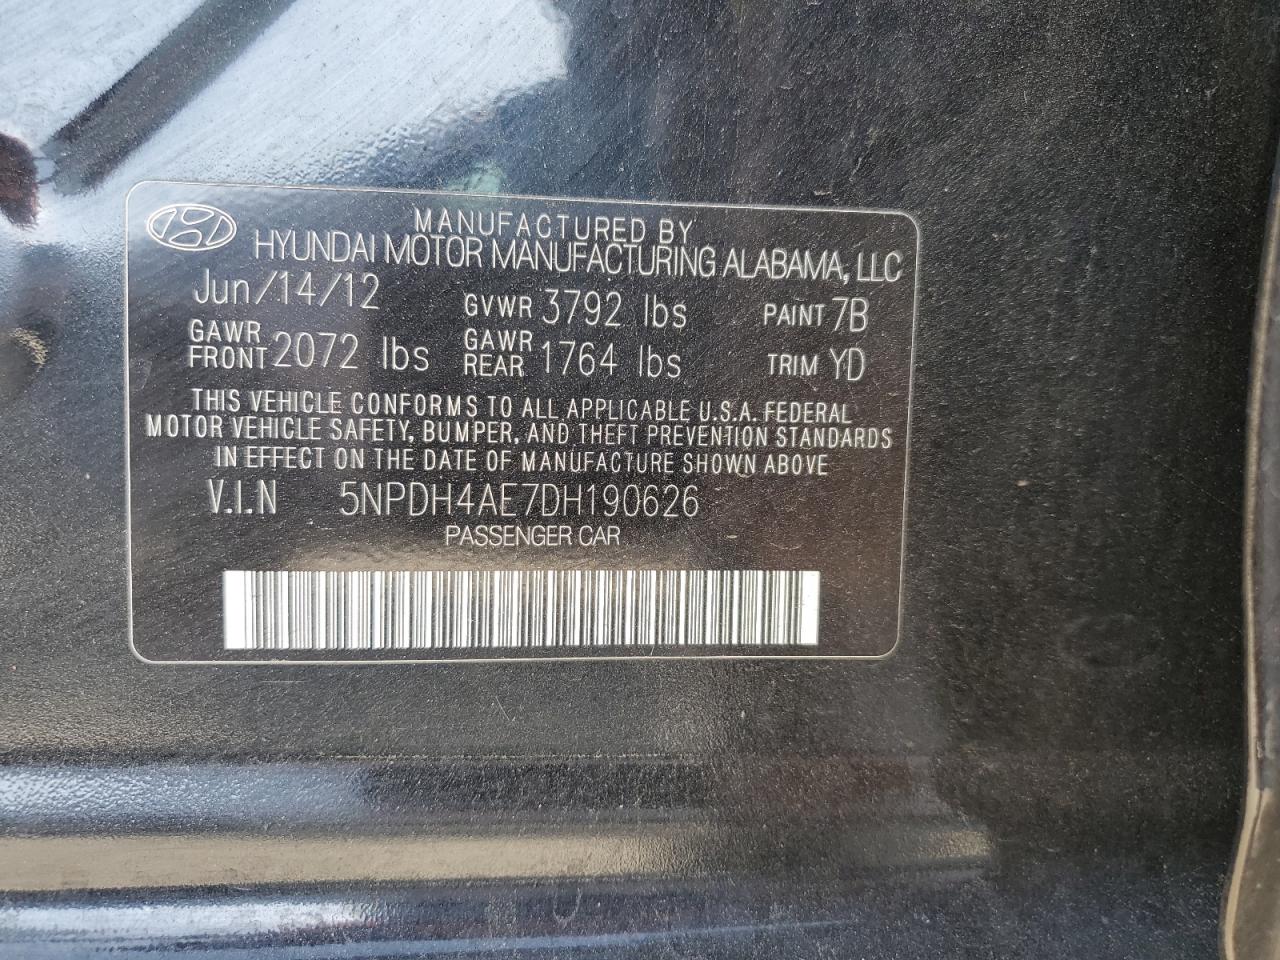 MANUFACTURED BY
HYUNDAI MOTOR MANUFACTURING ALABAMA, LLC
Jun/14/12 GVWR 3792 lbs PAINT 7B
GAWR FRONT 2072 lbs GAWR REAR 1764 lbs TRIM YD
THIS VEHICLE CONFORMS TO ALL APPLICABLE U.S.A. FEDERAL
MOTOR VEHICLE SAFETY, BUMPER, AND THEFT PREVENTION STANDARDS
IN EFFECT ON THE DATE OF MANUFACTURE SHOWN ABOVE
V.I.N 5NPDH4AE7DH190626
PASSENGER CAR